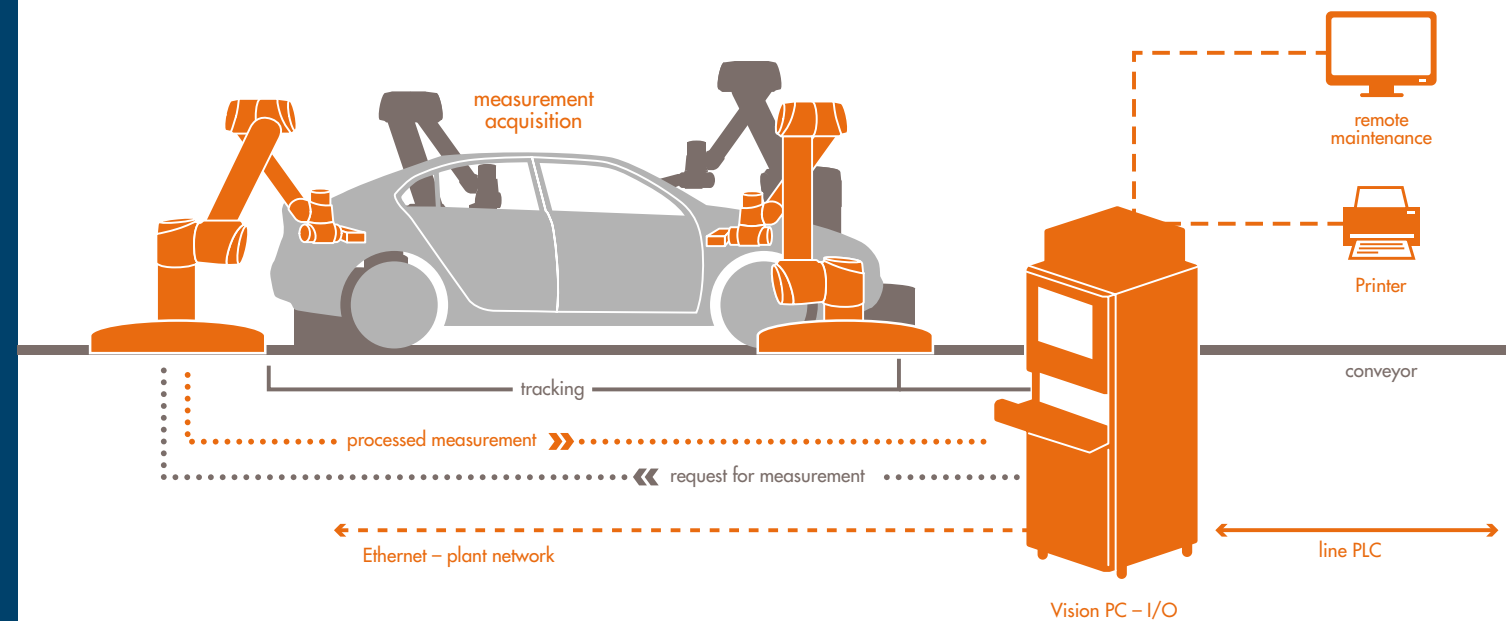 measurement
acquisition
remote
maintenance
Printer
conveyor
tracking
processed measurement
request for measurement
Ethernet – plant network
line PLC
Vision PC – I/O